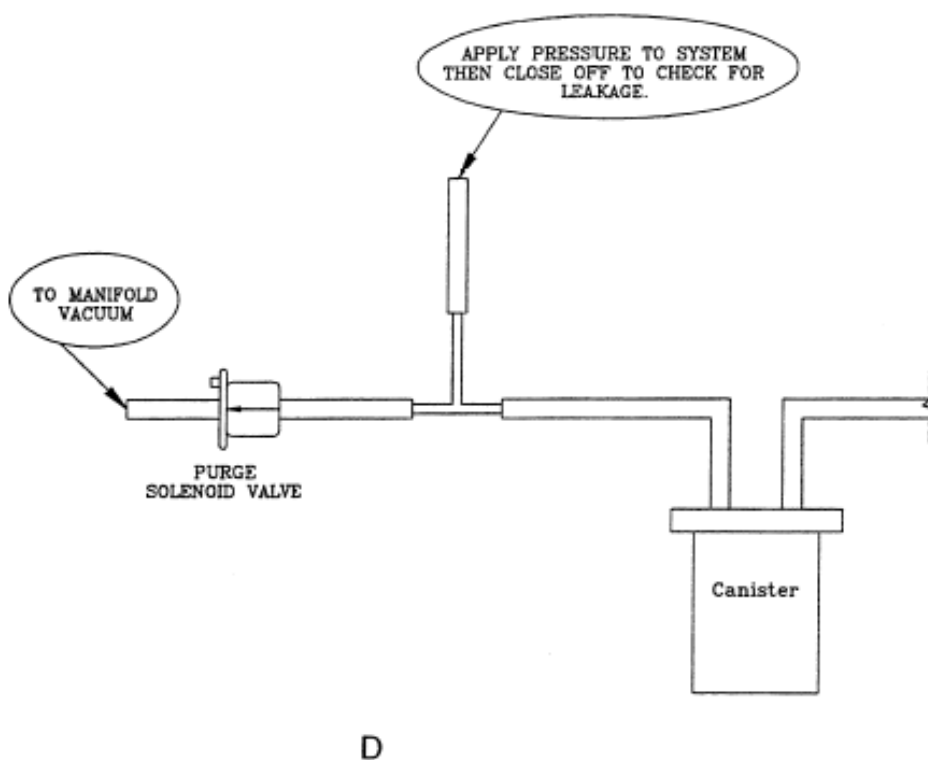 APPLY PRESSURE TO SYSTEM
THEN CLOSE OFF TO CHECK FOR
LEAKAGE.
TO MANIFOLD
VACUUM
PURGE
SOLENOID VALVE
Canister
D